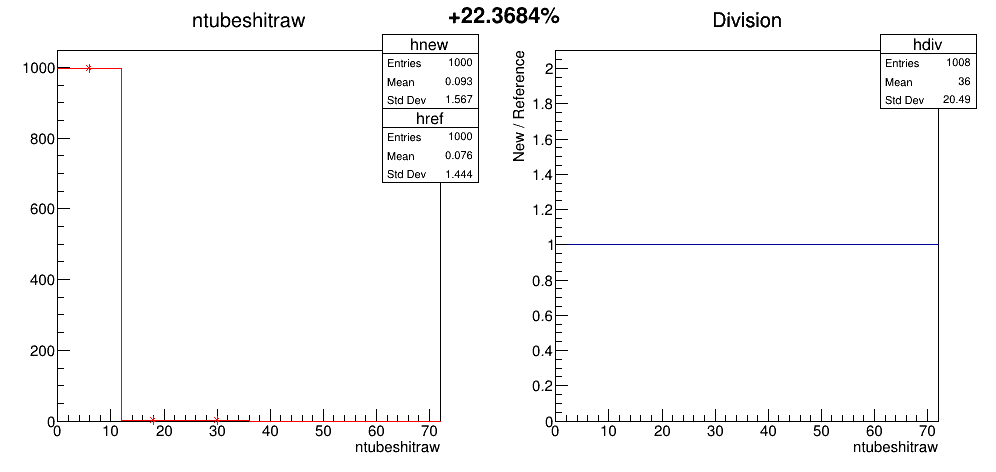 +22.3684%
ntubeshitraw
hnew
Entries 1000
Mean 0.093
Std Dev 1.567
href
Entries 1000
Mean 0.076
Std Dev 1.444
1000
800
600
400
200
0
0 10 20 30 40 50 60 70
ntubeshitraw
Division
hdiv
Entries 1008
Mean 36
Std Dev 20.49
New / Reference
2
1.8
1.6
1.4
1.2
1
0.8
0.6
0.4
0.2
0
0 10 20 30 40 50 60 70
ntubeshitraw